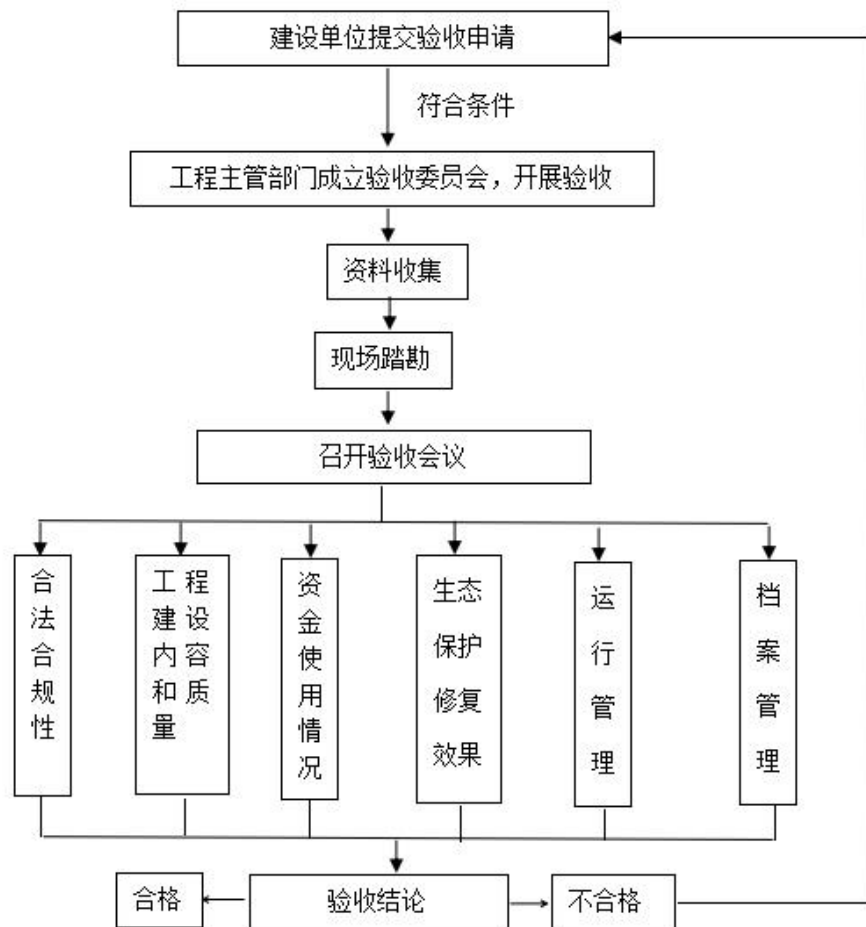 建设单位提交验收申请
符合条件
工程主管部门成立验收委员会，开展验收
资料收集
现场踏勘
召开验收会议
合法合规性
工程
建设
内容
和质
量
资金使用情况
生态
保护
修复
效果
运行管理
档案管理
合格
验收结论
不合格